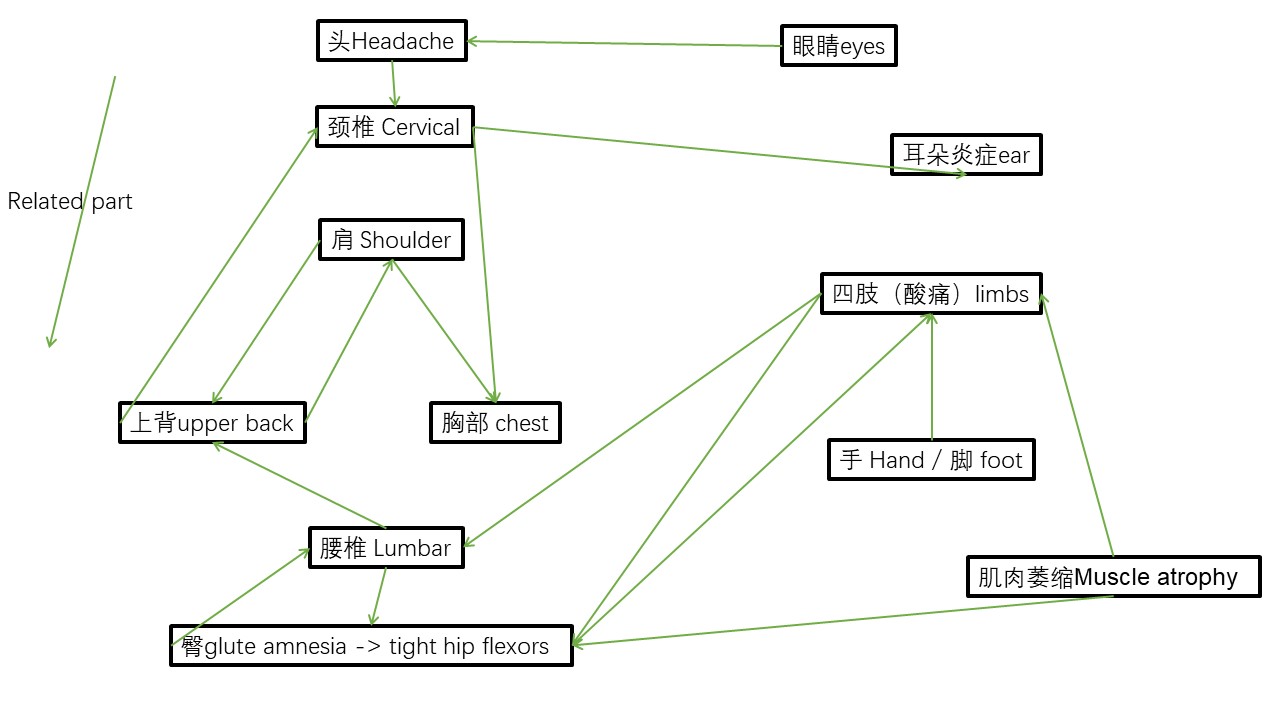 头Headache
眼睛eyes
颈椎 Cervical
耳朵炎症ear
Related part
肩 Shoulder
四肢（酸痛）limbs
上背upper back
胸部 chest
手 Hand / 脚 foot
腰椎 Lumbar
肌肉萎缩Muscle atrophy
臀glute amnesia -> tight hip flexors